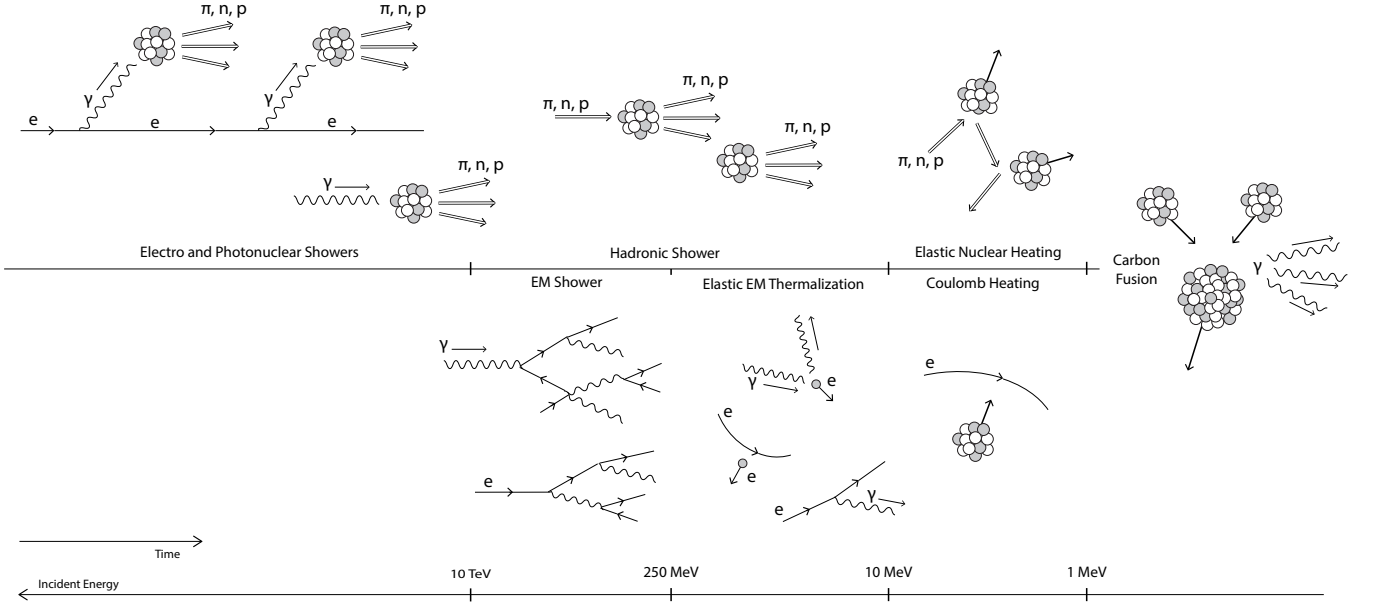 π, n, p
π, n, p
γ
γ
e
e
e
π, n, p
γ
π, n, p
π, n, p
π, n, p
π, n, p
Electro and Photonuclear Showers
Hadronic Shower
Elastic Nuclear Heating
Carbon
Fusion
γ
EM Shower
Elastic EM Thermalization
Coulomb Heating
γ
γ
e
e
e
e
e
e
γ
Time
10 TeV
250 MeV
10 MeV
1 MeV
Incident Energy